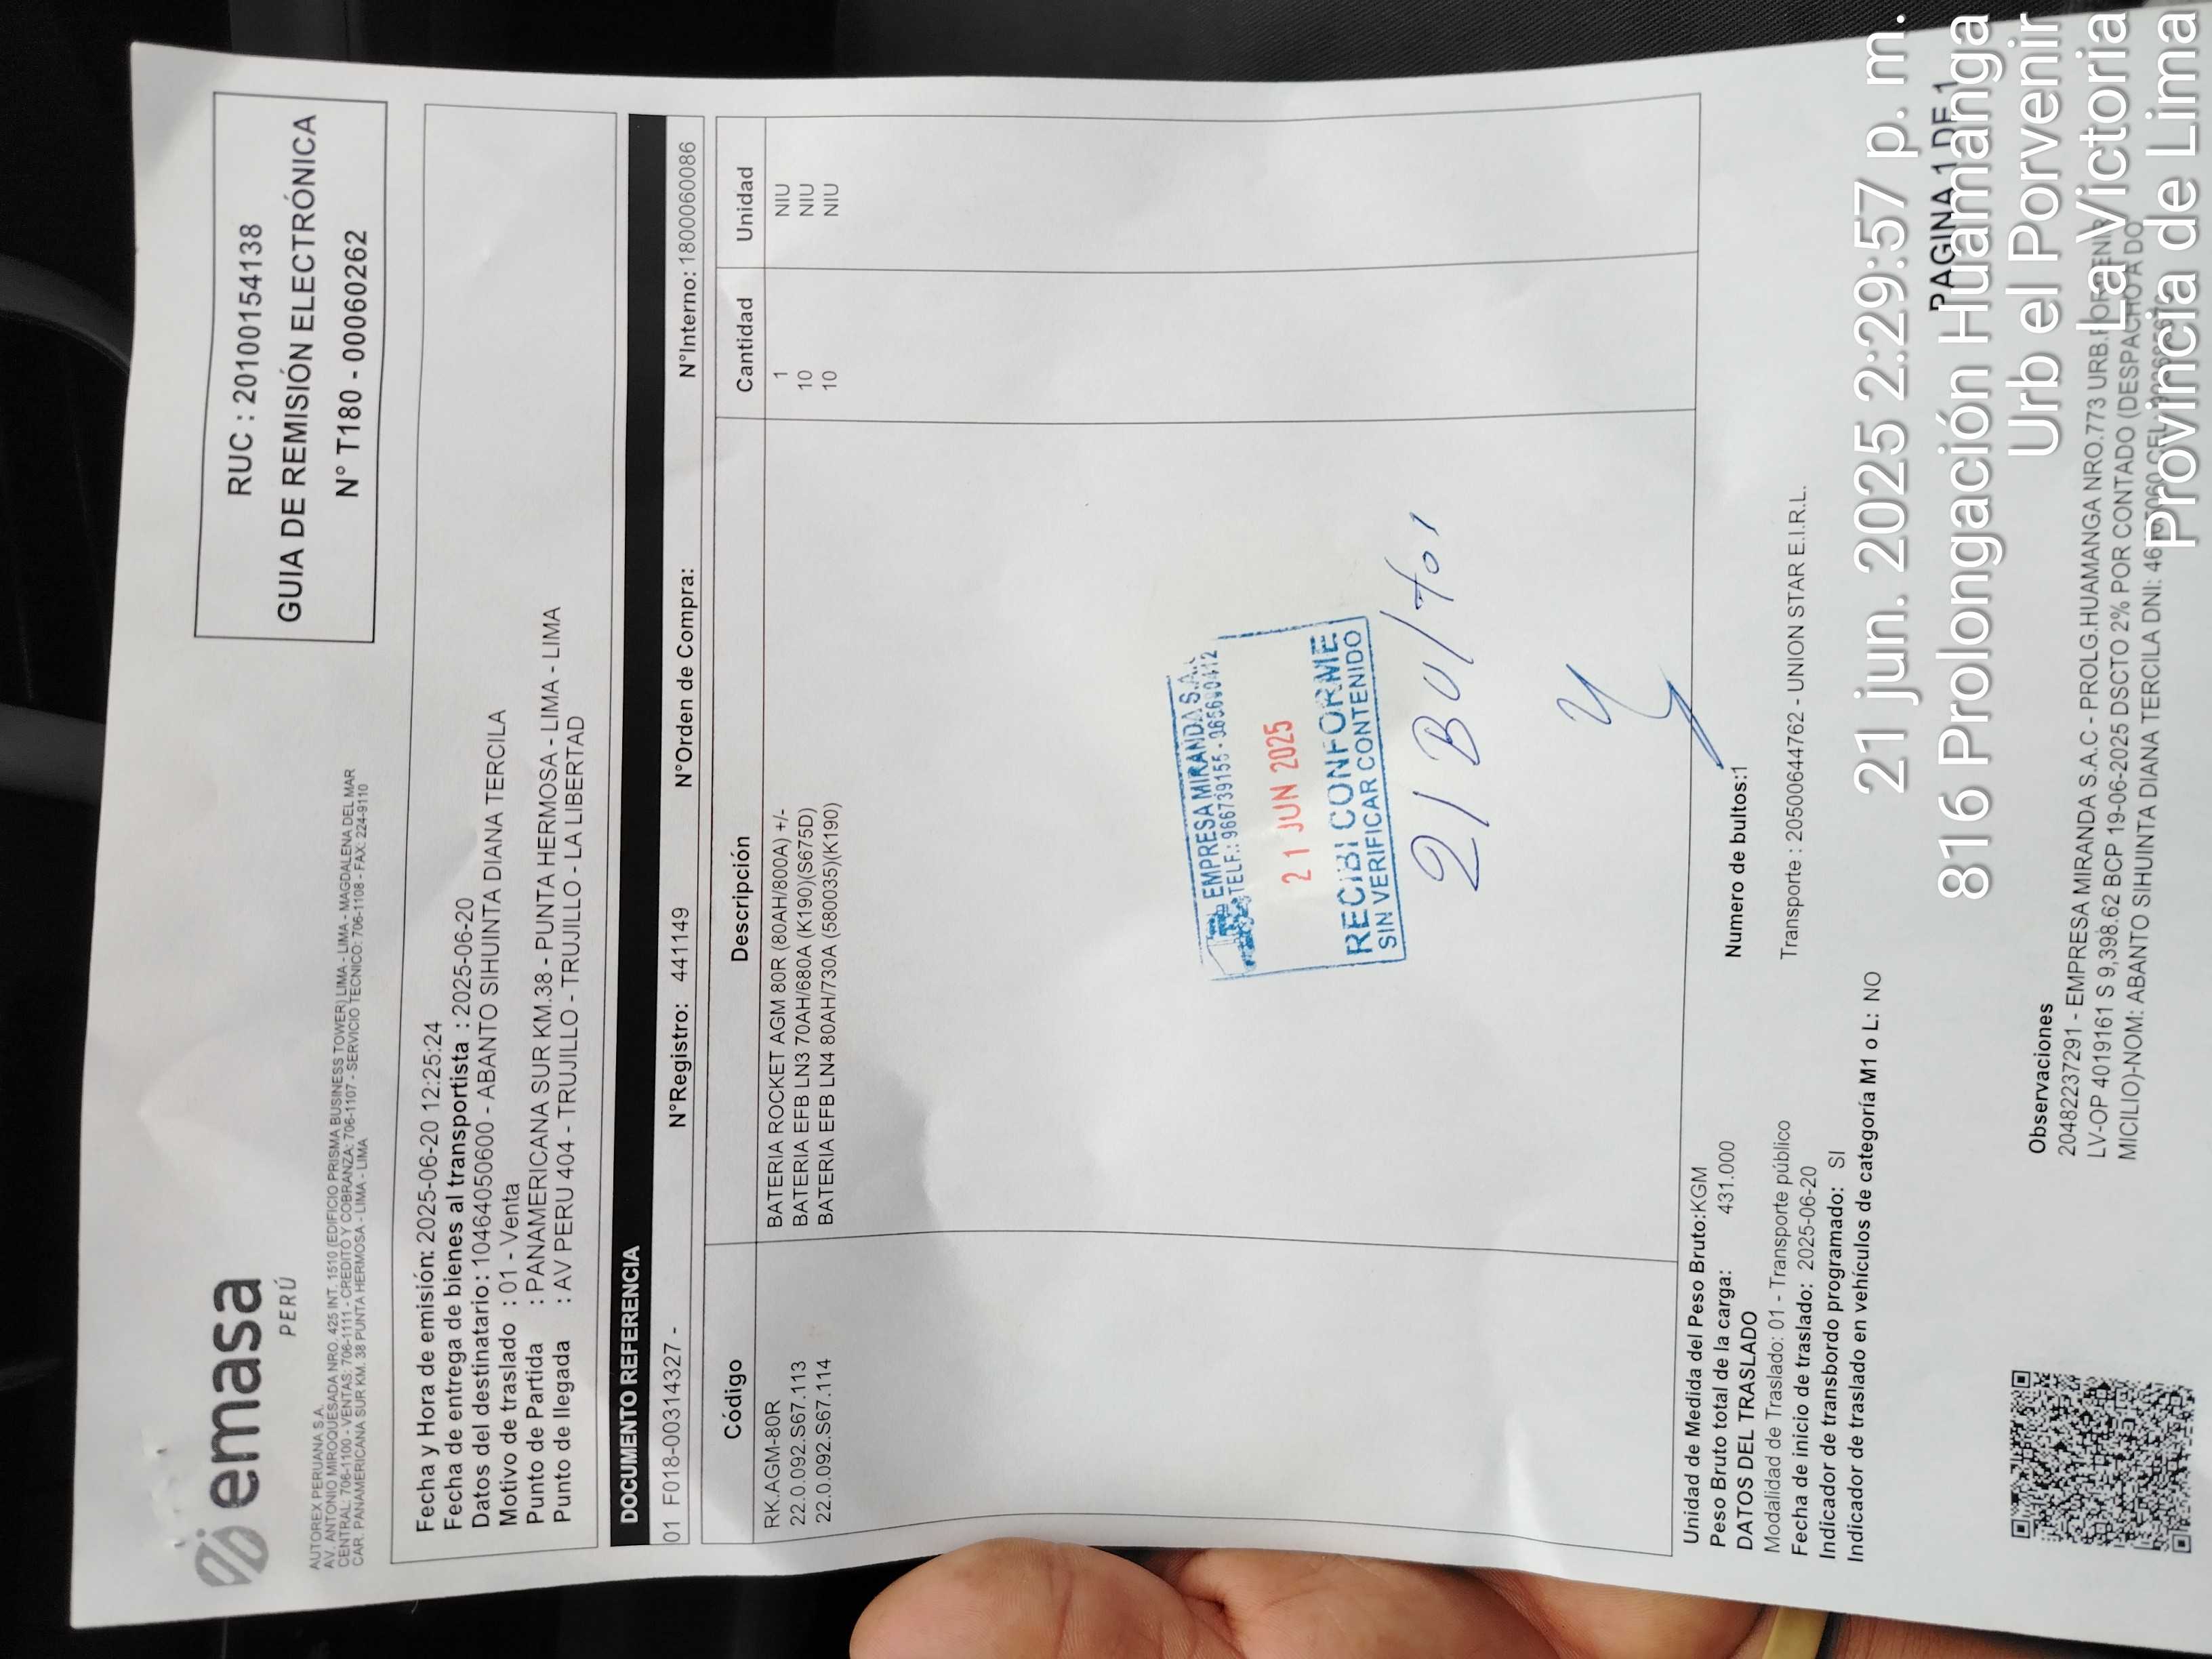 emasa
PERÚ
RUC : 20100154138
GUIA DE REMISIÓN ELECTRÓNICA
N° T180 - 00060262
AUTOREX PERUANA S.A.
AV. ANTONIO MIROQUESADA NRO. 425 INT. 1510 (EDIFICIO PRISMA BUSINESS TOWER) LIMA - LIMA - MAGDALENA DEL MAR
CENTRAL: 706-1100 - VENTAS: 706-1111 - CREDITO Y COBRANZA: 706-1107 - SERVICIO TECNICO: 706-1108 - FAX: 224-9110
CAR. PANAMERICANA SUR KM. 38 PUNTA HERMOSA - LIMA - LIMA
Fecha y Hora de emisión: 2025-06-20 12:25:24
Fecha de entrega de bienes al transportista : 2025-06-20
Datos del destinatario: 10464050600 - ABANTO SIHUINTA DIANA TERCILA
Motivo de traslado : 01 - Venta
Punto de Partida : PANAMERICANA SUR KM.38 - PUNTA HERMOSA - LIMA - LIMA
Punto de llegada : AV PERU 404 - TRUJILLO - TRUJILLO - LA LIBERTAD
DOCUMENTO REFERENCIA
01 F018-00314327 - N°Registro: 441149 N°Orden de Compra: N°Interno: 1800060086
Código Descripción Cantidad Unidad
RK.AGM-80R BATERIA ROCKET AGM 80R (80AH/800A) +/- 1 NIU
22.0.092.S67.113 BATERIA EFB LN3 70AH/680A (K190)(S675D) 10 NIU
22.0.092.S67.114 BATERIA EFB LN4 80AH/730A (580035)(K190) 10 NIU
EMPRESA MIRANDA S.A.
TELF.: 966739155 -
21 JUN 2025
RECIBI CONFORME
SIN VERIFICAR CONTENIDO
21 Bultos
Unidad de Medida del Peso Bruto:KGM
Peso Bruto total de la carga: 431.000 Numero de bultos:1
DATOS DEL TRASLADO
Modalidad de Traslado: 01 - Transporte público Transporte : 20500644762 - UNION STAR E.I.R.L.
Fecha de inicio de traslado: 2025-06-20
Indicador de transbordo programado: SI
Indicador de traslado en vehículos de categoría M1 o L: NO
PAGINA 1 DE 1
Observaciones
20482237291 - EMPRESA MIRANDA S.A.C - PROLG.HUAMANGA NRO.773 URB.PORVENIR
LV-OP 4019161 S 9,398.62 BCP 19-06-2025 DSCTO 2% POR CONTADO (DESPACHO A DO
MICILIO)-NOM: ABANTO SIHUINTA DIANA TERCILA DNI:
21 jun. 2025 2:29:57 p. m.
816 Prolongación Huamanga
Urb el Porvenir
La Victoria
Provincia de Lima